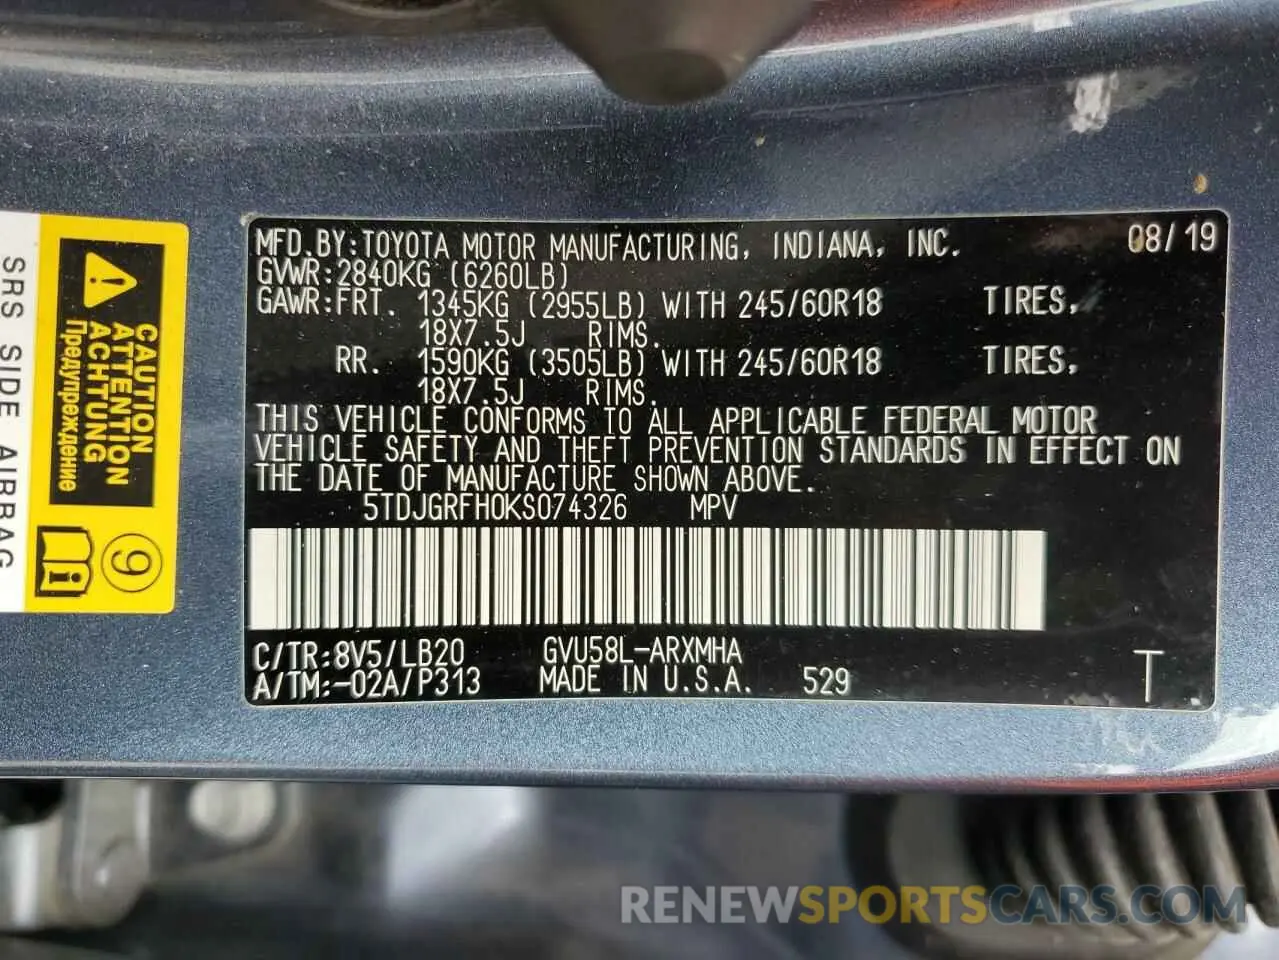 MFD.BY:TOYOTA MOTOR MANUFACTURING, INDIANA, INC. 08/19
GVWR:2840KG (6260LB)
GAWR:FRT. 1345KG (2955LB) WITH 245/60R18 TIRES,
18X7.5J RIMS.
RR. 1590KG (3505LB) WITH 245/60R18 TIRES,
18X7.5J RIMS.
THIS VEHICLE CONFORMS TO ALL APPLICABLE FEDERAL MOTOR
VEHICLE SAFETY AND THEFT PREVENTION STANDARDS IN EFFECT ON
THE DATE OF MANUFACTURE SHOWN ABOVE.
5TDJGRFH0KS074326 MPV
C/TR:8V5/LB20 GVU58L-ARXMHA
A/TM:-02A/P313 MADE IN U.S.A. 529 T
CAUTION
ATTENTION
ACHTUNG
Предупреждение
9
SRS SIDE AIRBAG
RENEWSPORTSCARS.COM